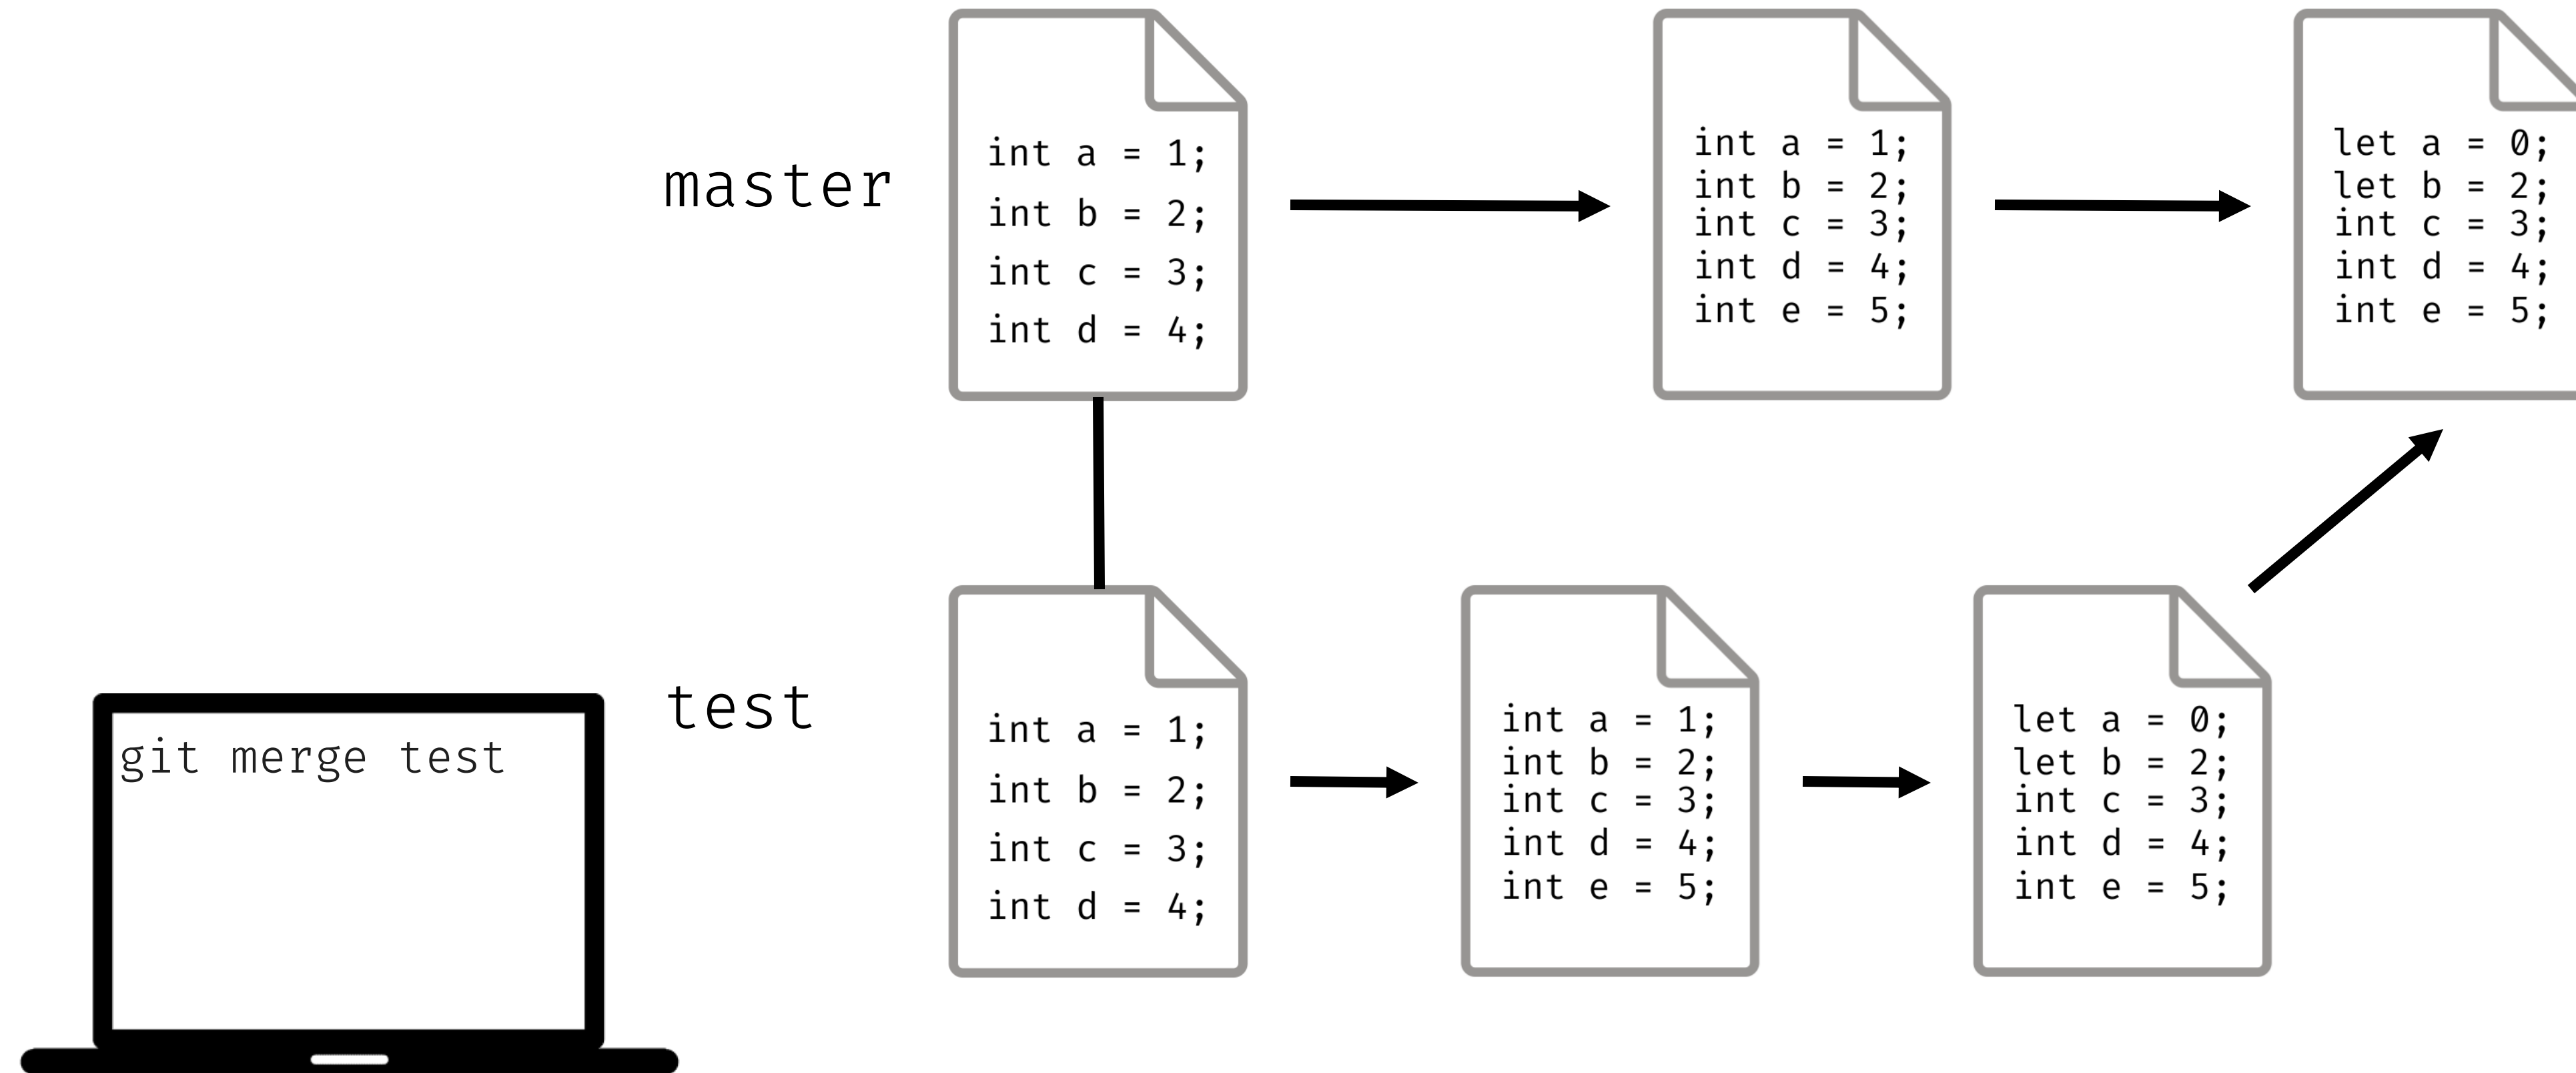 master
int a = 1;
int b = 2;
int c = 3;
int d = 4;
int a = 1;
int b = 2;
int c = 3;
int d = 4;
int e = 5;
let a = 0;
let b = 2;
int c = 3;
int d = 4;
int e = 5;
git merge test
test
int a = 1;
int b = 2;
int c = 3;
int d = 4;
int a = 1;
int b = 2;
int c = 3;
int d = 4;
int e = 5;
let a = 0;
let b = 2;
int c = 3;
int d = 4;
int e = 5;